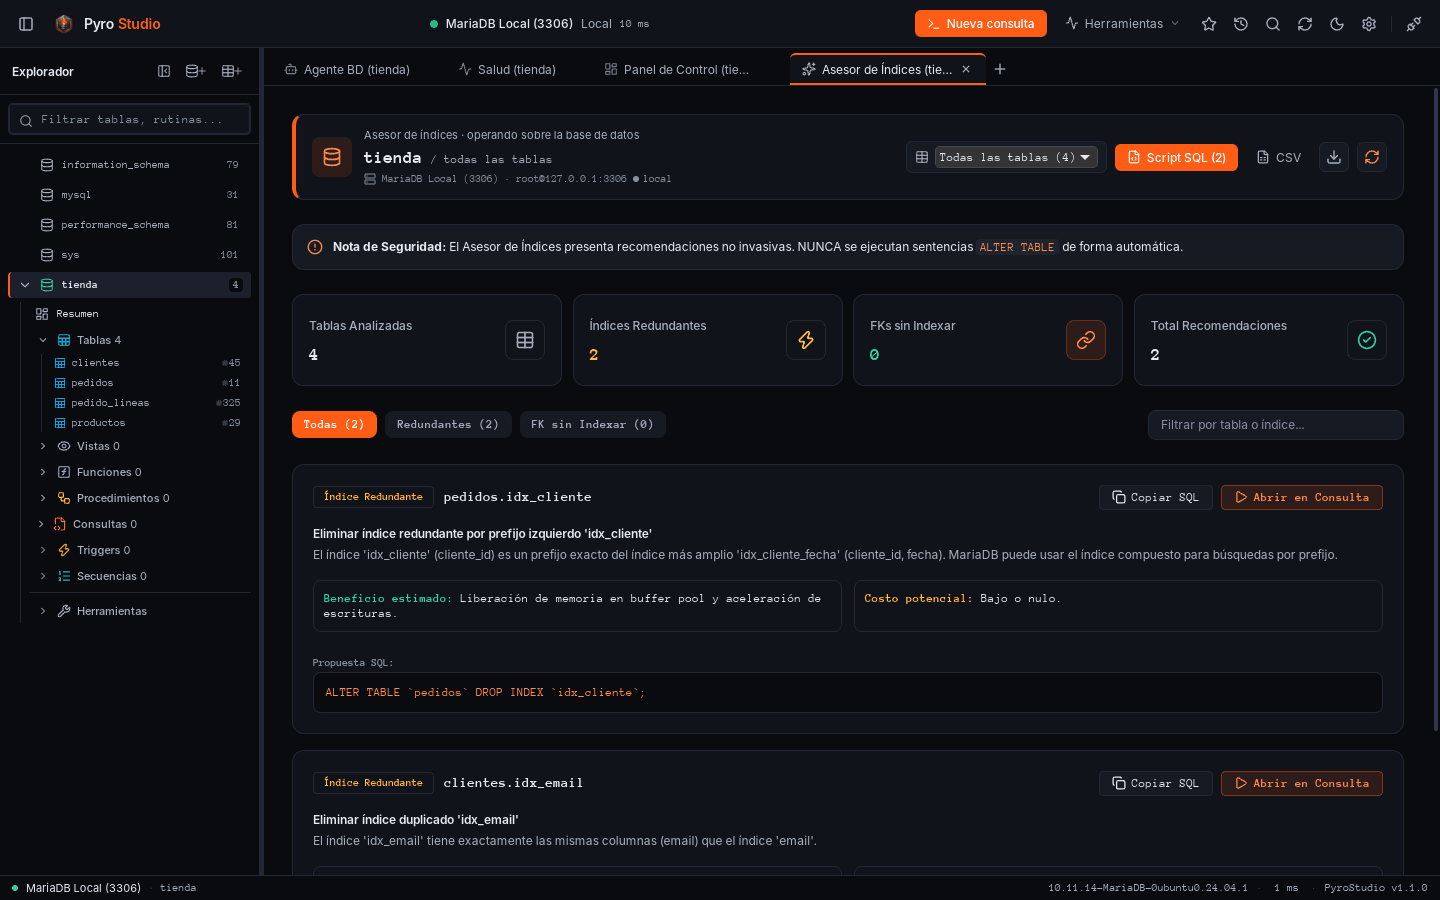 Pyro Studio
MariaDB Local (3306) Local 10 ms
Nueva consulta
Herramientas
Explorador
Agente BD (tienda)
Salud (tienda)
Panel de Control (tie...
Asesor de Índices (tie...
Filtrar tablas, rutinas...
information_schema 79
mysql 31
performance_schema 81
sys 101
tienda 4
Resumen
Tablas 4
clientes #45
pedidos #11
pedido_lineas #325
productos #29
Vistas 0
Funciones 0
Procedimientos 0
Consultas 0
Triggers 0
Secuencias 0
Herramientas
Asesor de índices · operando sobre la base de datos
tienda / todas las tablas
MariaDB Local (3306) · root@127.0.0.1:3306 local
Todas las tablas (4)
Script SQL (2)
CSV
Nota de Seguridad: El Asesor de Índices presenta recomendaciones no invasivas. NUNCA se ejecutan sentencias ALTER TABLE de forma automática.
Tablas Analizadas
4
Índices Redundantes
2
FKs sin Indexar
0
Total Recomendaciones
2
Todas (2)
Redundantes (2)
FK sin Indexar (0)
Filtrar por tabla o índice...
Índice Redundante pedidos.idx_cliente
Copiar SQL
Abrir en Consulta
Eliminar índice redundante por prefijo izquierdo 'idx_cliente'
El índice 'idx_cliente' (cliente_id) es un prefijo exacto del índice más amplio 'idx_cliente_fecha' (cliente_id, fecha). MariaDB puede usar el índice compuesto para búsquedas por prefijo.
Beneficio estimado: Liberación de memoria en buffer pool y aceleración de
escrituras.
Costo potencial: Bajo o nulo.
Propuesta SQL:
ALTER TABLE `pedidos` DROP INDEX `idx_cliente`;
Índice Redundante clientes.idx_email
Copiar SQL
Abrir en Consulta
Eliminar índice duplicado 'idx_email'
El índice 'idx_email' tiene exactamente las mismas columnas (email) que el índice 'email'.
MariaDB Local (3306) · tienda
10.11.14-MariaDB-0ubuntu0.24.04.1 · 1 ms · PyroStudio v1.1.0